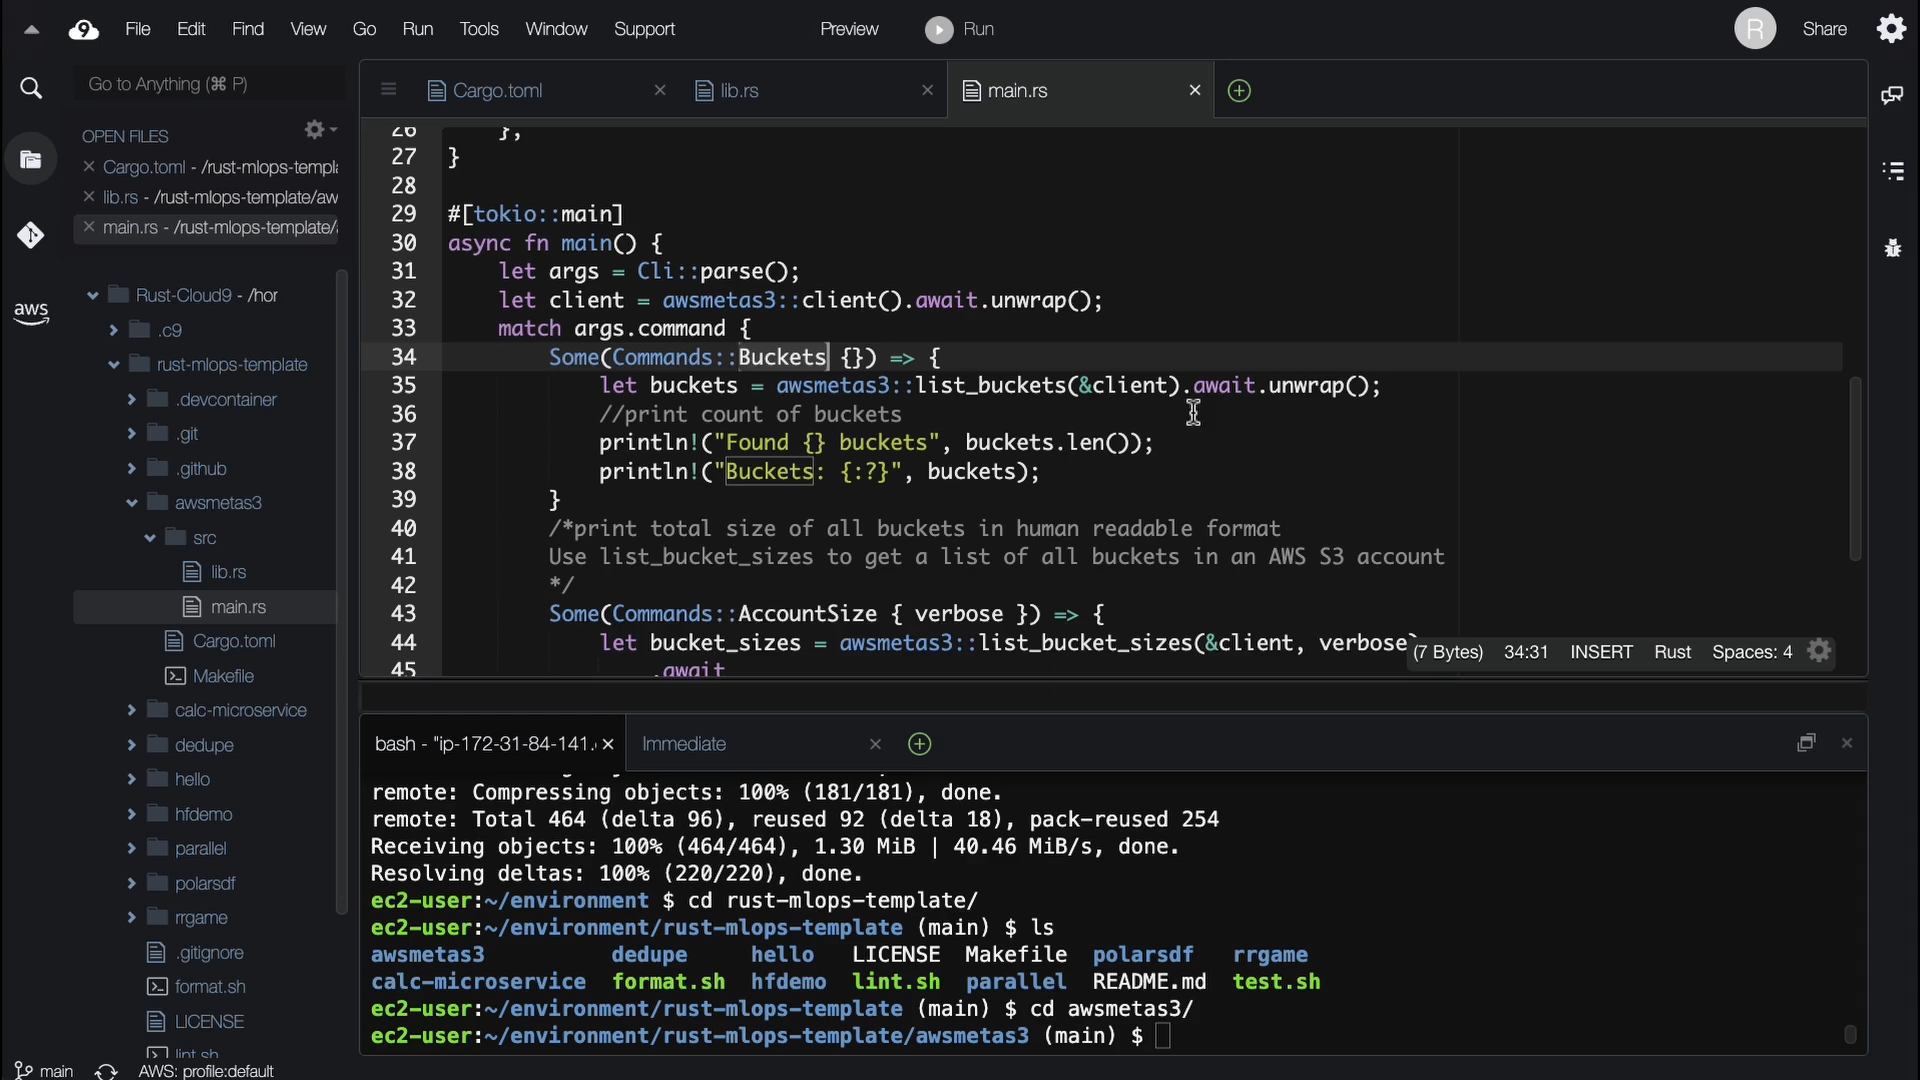 9 File Edit Find View Go Run Tools Window Support Preview Run R Share
Go to Anything (⌘ P)
OPEN FILES
Cargo.toml - /rust-mlops-templa
lib.rs - /rust-mlops-template/aw
main.rs - /rust-mlops-template/a
aws
Rust-Cloud9 - /hor
.c9
rust-mlops-template
.devcontainer
.git
.github
awsmetas3
src
lib.rs
main.rs
Cargo.toml
Makefile
calc-microservice
dedupe
hello
hfdemo
parallel
polarsdf
rrgame
.gitignore
format.sh
LICENSE
lint.sh
main AWS: profile:default
Cargo.toml lib.rs main.rs
26     },
27 }
28
29 #[tokio::main]
30 async fn main() {
31     let args = Cli::parse();
32     let client = awsmetas3::client().await.unwrap();
33     match args.command {
34         Some(Commands::Buckets {}) => {
35             let buckets = awsmetas3::list_buckets(&client).await.unwrap();
36             //print count of buckets
37             println!("Found {} buckets", buckets.len());
38             println!("Buckets: {:?}", buckets);
39         }
40         /*print total size of all buckets in human readable format
41         Use list_bucket_sizes to get a list of all buckets in an AWS S3 account
42         */
43         Some(Commands::AccountSize { verbose }) => {
44             let bucket_sizes = awsmetas3::list_bucket_sizes(&client, verbose)
45                 .await
(7 Bytes) 34:31 INSERT Rust Spaces: 4
bash - "ip-172-31-84-141. Immediate
remote: Compressing objects: 100% (181/181), done.
remote: Total 464 (delta 96), reused 92 (delta 18), pack-reused 254
Receiving objects: 100% (464/464), 1.30 MiB | 40.46 MiB/s, done.
Resolving deltas: 100% (220/220), done.
ec2-user:~/environment $ cd rust-mlops-template/
ec2-user:~/environment/rust-mlops-template (main) $ ls
awsmetas3 dedupe hello LICENSE Makefile polarsdf rrgame
calc-microservice format.sh hfdemo lint.sh parallel README.md test.sh
ec2-user:~/environment/rust-mlops-template (main) $ cd awsmetas3/
ec2-user:~/environment/rust-mlops-template/awsmetas3 (main) $